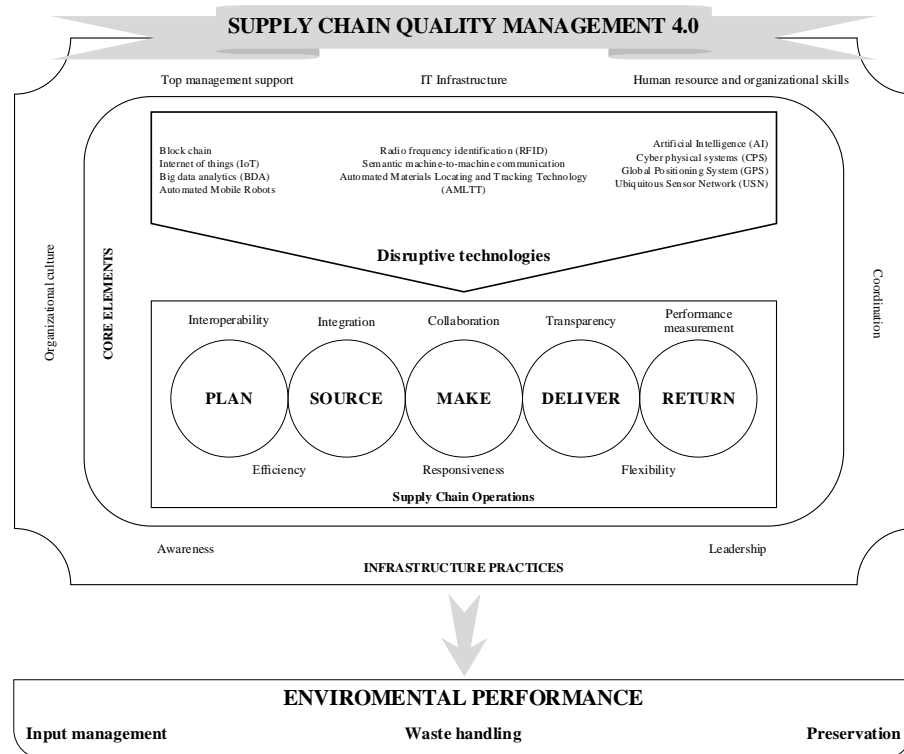 SUPPLY CHAIN QUALITY MANAGEMENT 4.0
Top management support
IT Infrastructure
Human resource and organizational skills
Block chain
Internet of things (IoT)
Big data analytics (BDA)
Automated Mobile Robots
Radio frequency identification (RFID)
Semantic machine-to-machine communication
Automated Materials Locating and Tracking Technology
(AMLTT)
Artificial Intelligence (AI)
Cyber physical systems (CPS)
Global Positioning System (GPS)
Ubiquitous Sensor Network (USN)
Disruptive technologies
Organizational culture
CORE ELEMENTS
Coordination
Interoperability
Integration
Collaboration
Transparency
Performance
measurement
PLAN
SOURCE
MAKE
DELIVER
RETURN
Efficiency
Responsiveness
Flexibility
Supply Chain Operations
Awareness
Leadership
INFRASTRUCTURE PRACTICES
ENVIROMENTAL PERFORMANCE
Input management
Waste handling
Preservation